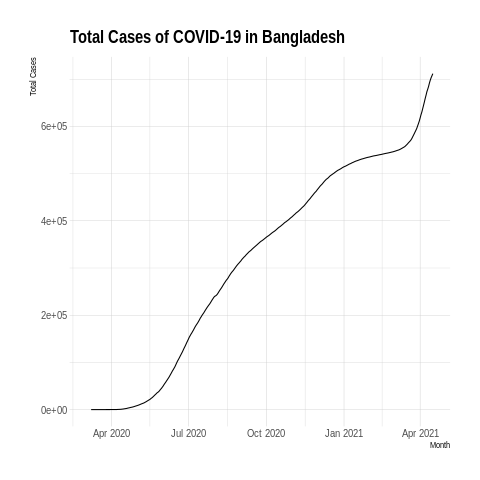 Total Cases of COVID-19 in Bangladesh
Total Cases
6e+05
4e+05
2e+05
0e+00
Apr 2020 Jul 2020 Oct 2020 Jan 2021 Apr 2021
Month